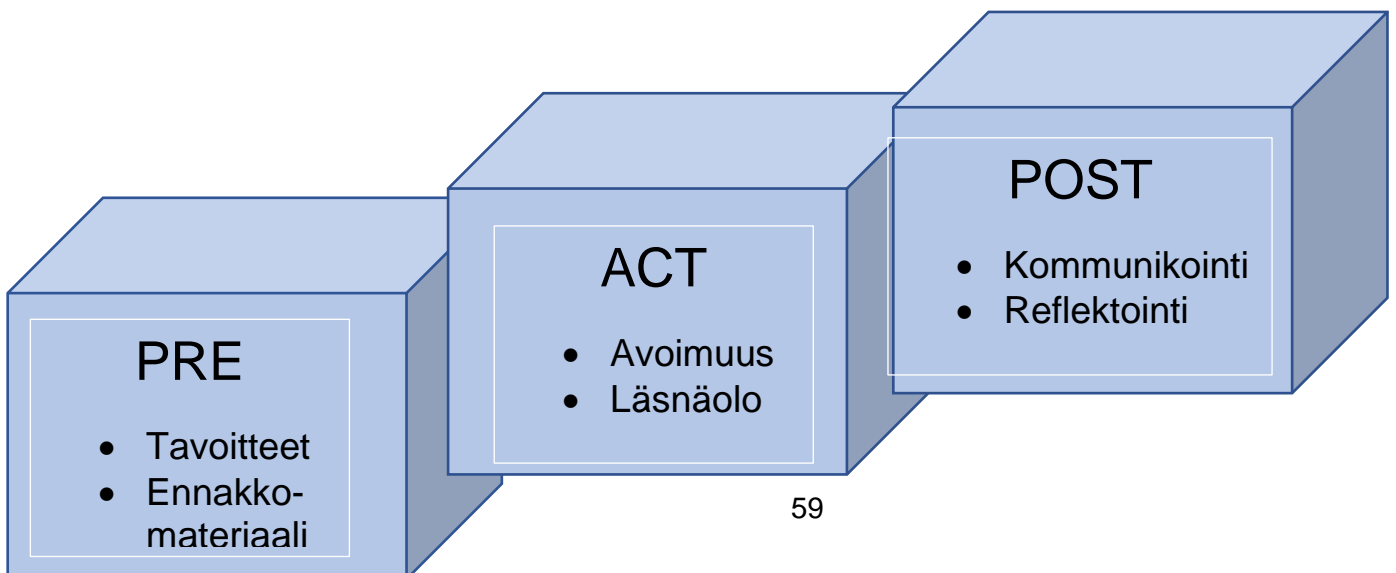 PRE
• Tavoitteet
• Ennakko-
materiaali
ACT
• Avoimuus
• Läsnäolo
POST
• Kommunikointi
• Reflektointi
59